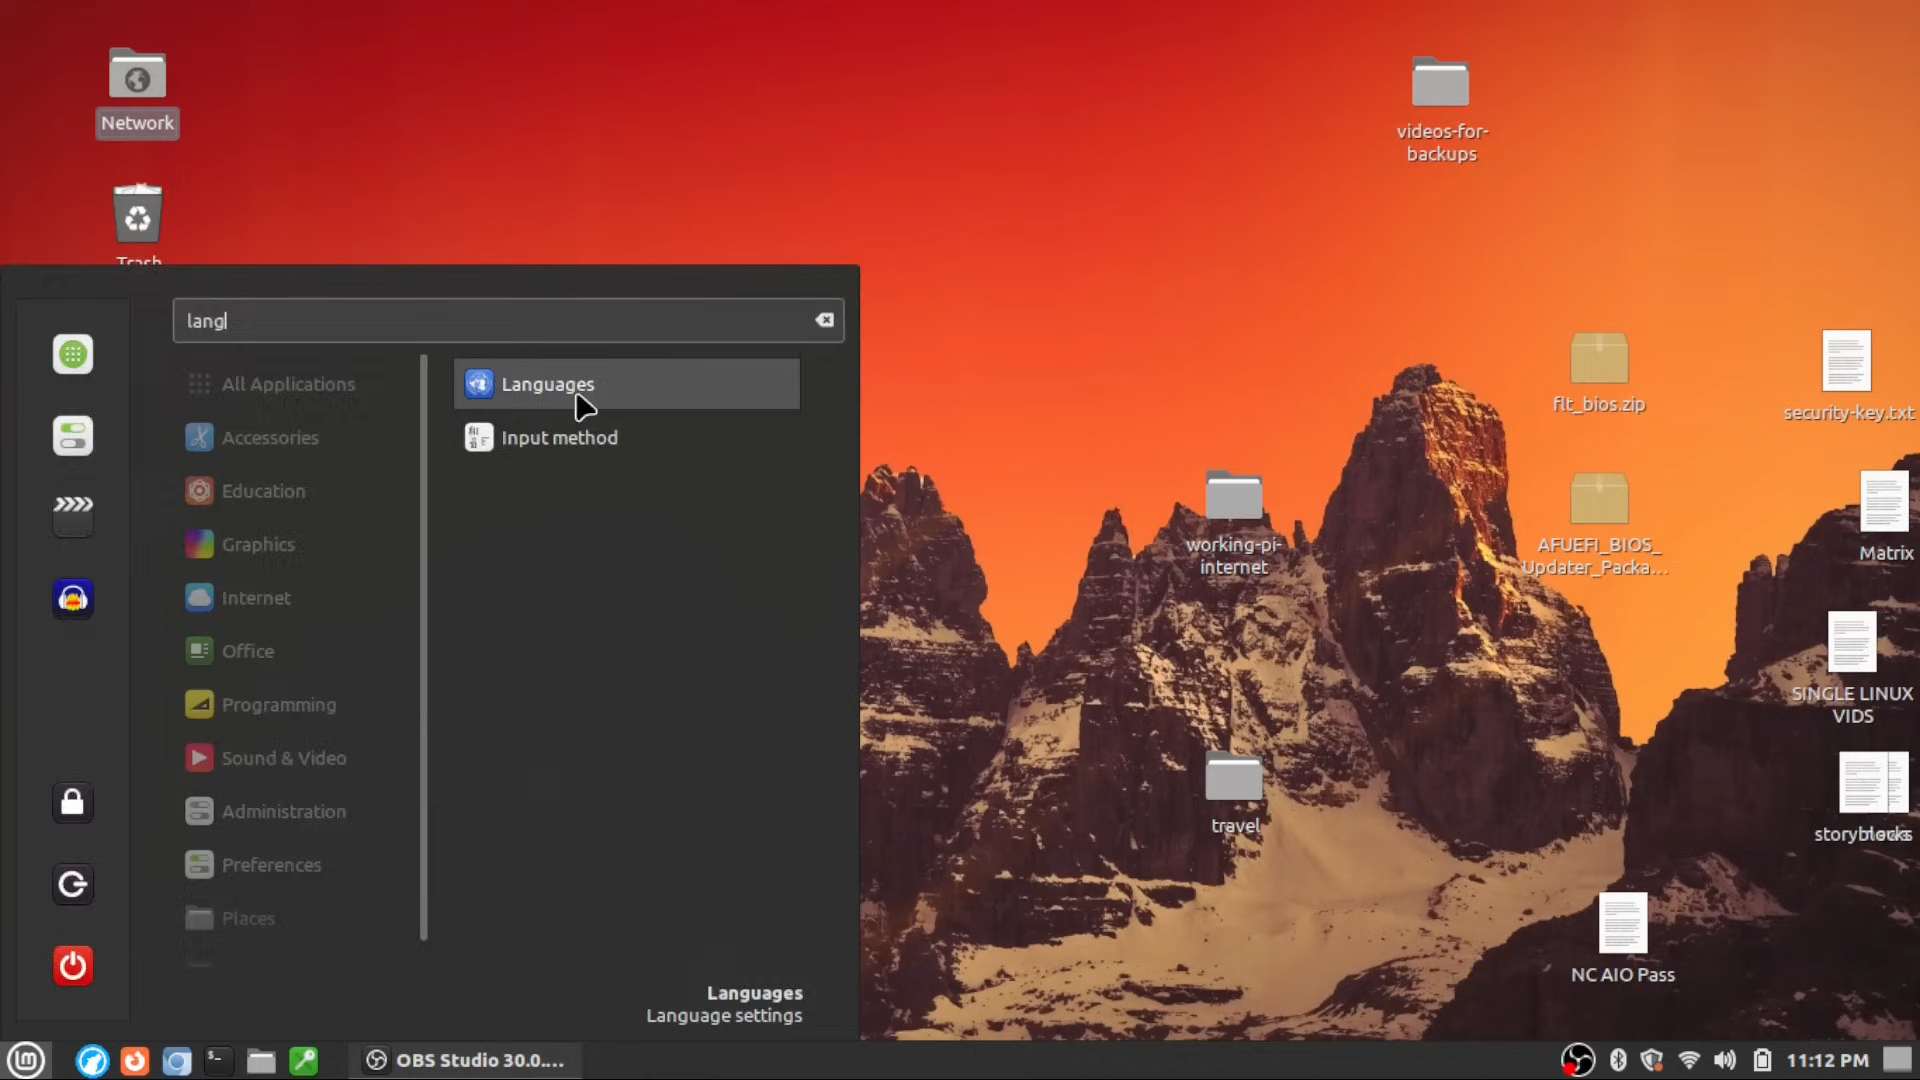 Network
videos-for-
backups
Trash
lang
All Applications
Accessories
Education
Graphics
Internet
Office
Programming
Sound & Video
Administration
Preferences
Places
Languages
Input method
Languages
Language settings
flt_bios.zip
security-key.txt
working-pi-
internet
AFUEFI_BIOS_
Updater_Packa...
Matrix
SINGLE LINUX
VIDS
travel
NC AIO Pass
OBS Studio 30.0....
11:12 PM